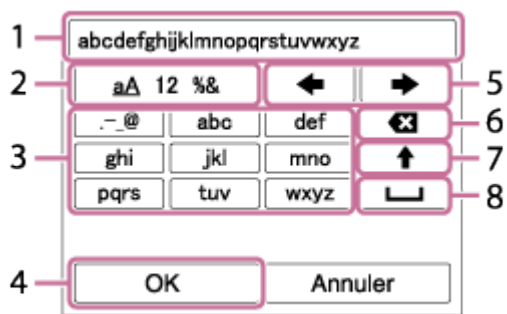 1 abcdefghijklmnopqrstuvwxyz
2 aA 12 %& 5
.-_@ abc def 6
3 ghi jkl mno 7
pqrs tuv wxyz 8
4 OK Annuler